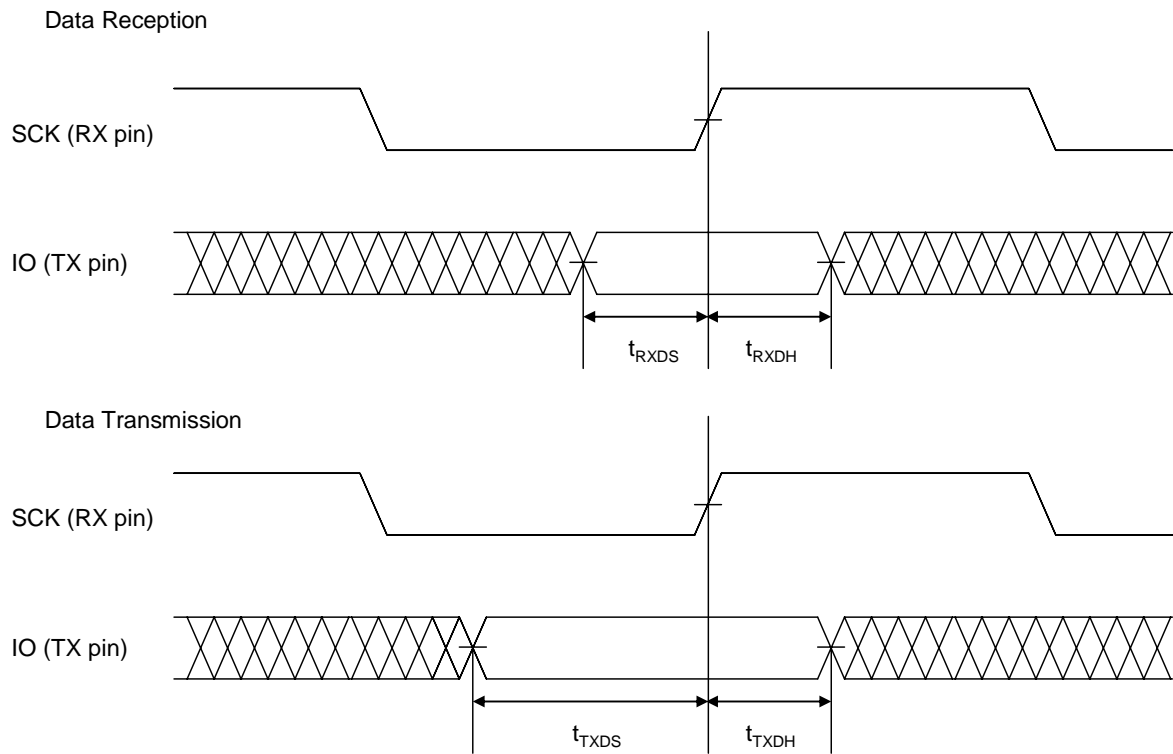 Data Reception
SCK (RX pin)
IO (TX pin)
tRXDS
tRXDH
Data Transmission
SCK (RX pin)
IO (TX pin)
tTXDS
tTXDH